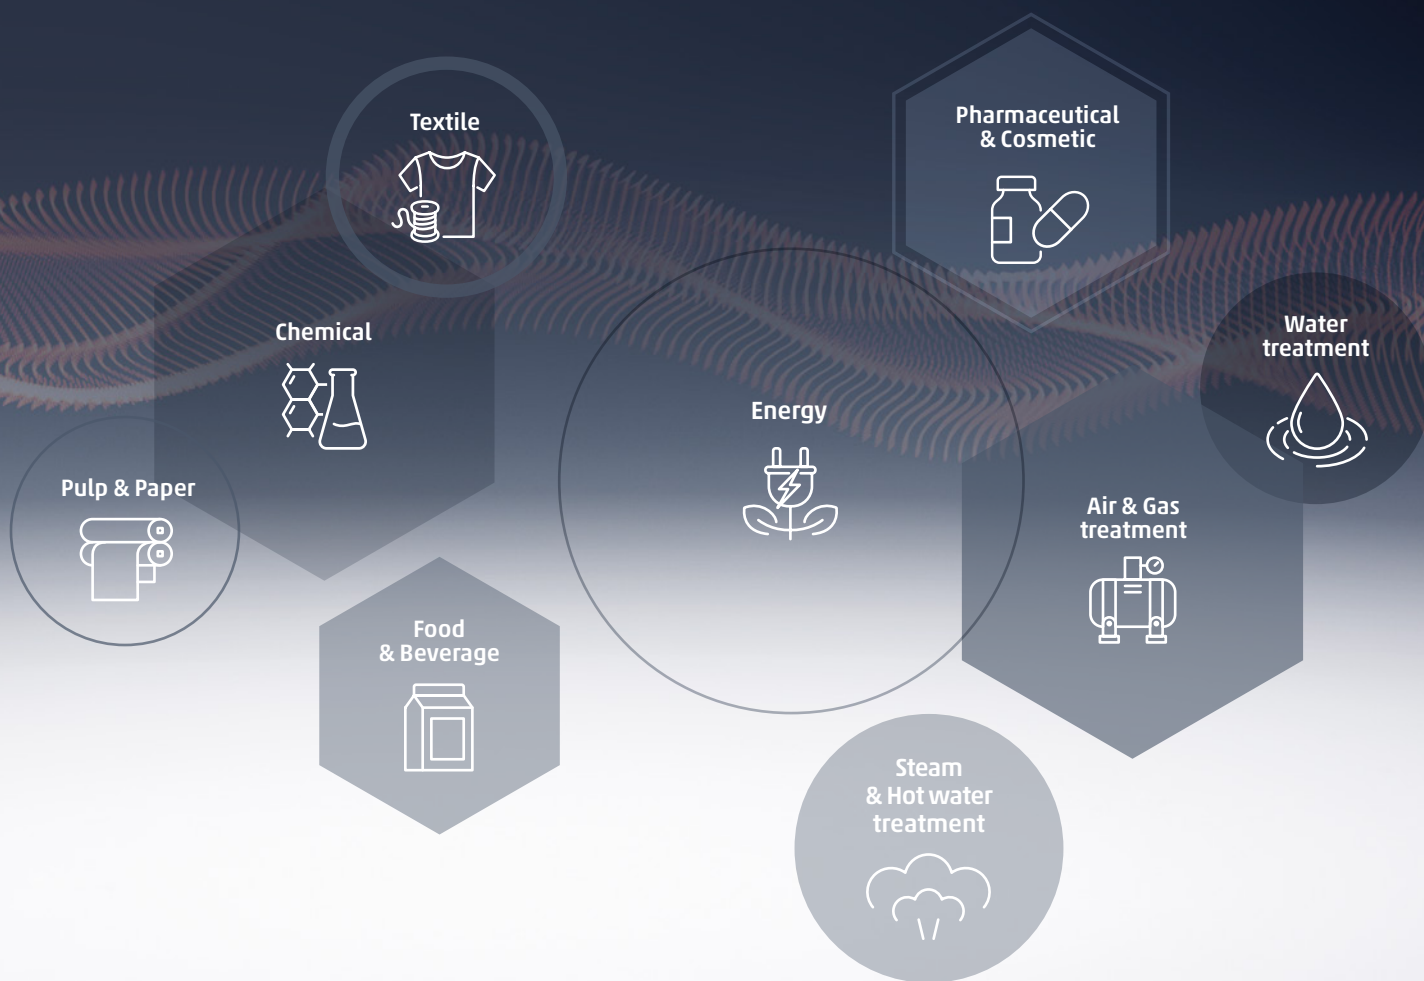 Textile
Pharmaceutical
& Cosmetic
Chemical
Water
treatment
Energy
Pulp & Paper
Air & Gas
treatment
Food
& Beverage
Steam
& Hot water
treatment